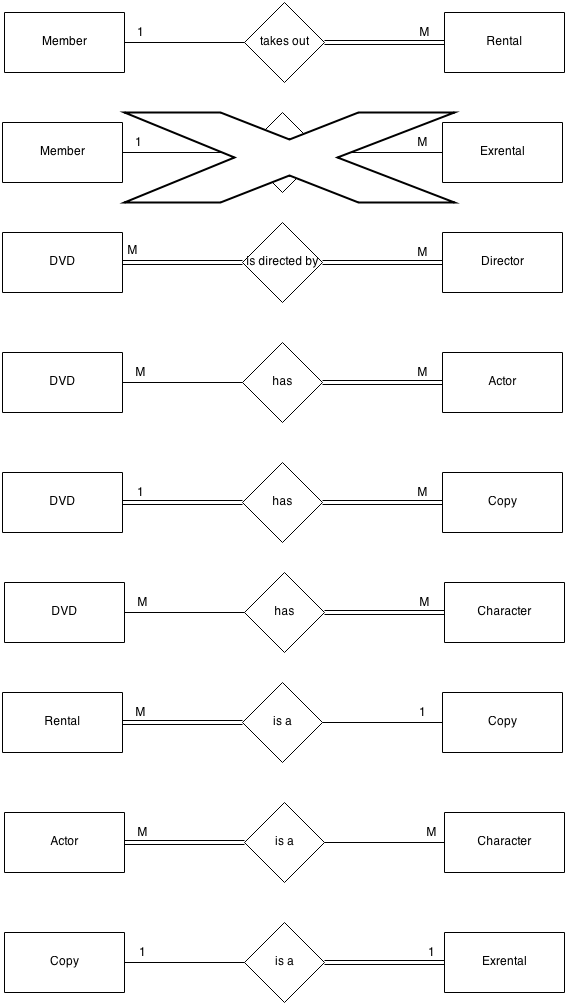 Member 1 takes out M Rental
Member 1 M Exrental
DVD M is directed by M Director
DVD M has M Actor
DVD 1 has M Copy
DVD M has M Character
Rental M is a 1 Copy
Actor M is a M Character
Copy 1 is a 1 Exrental